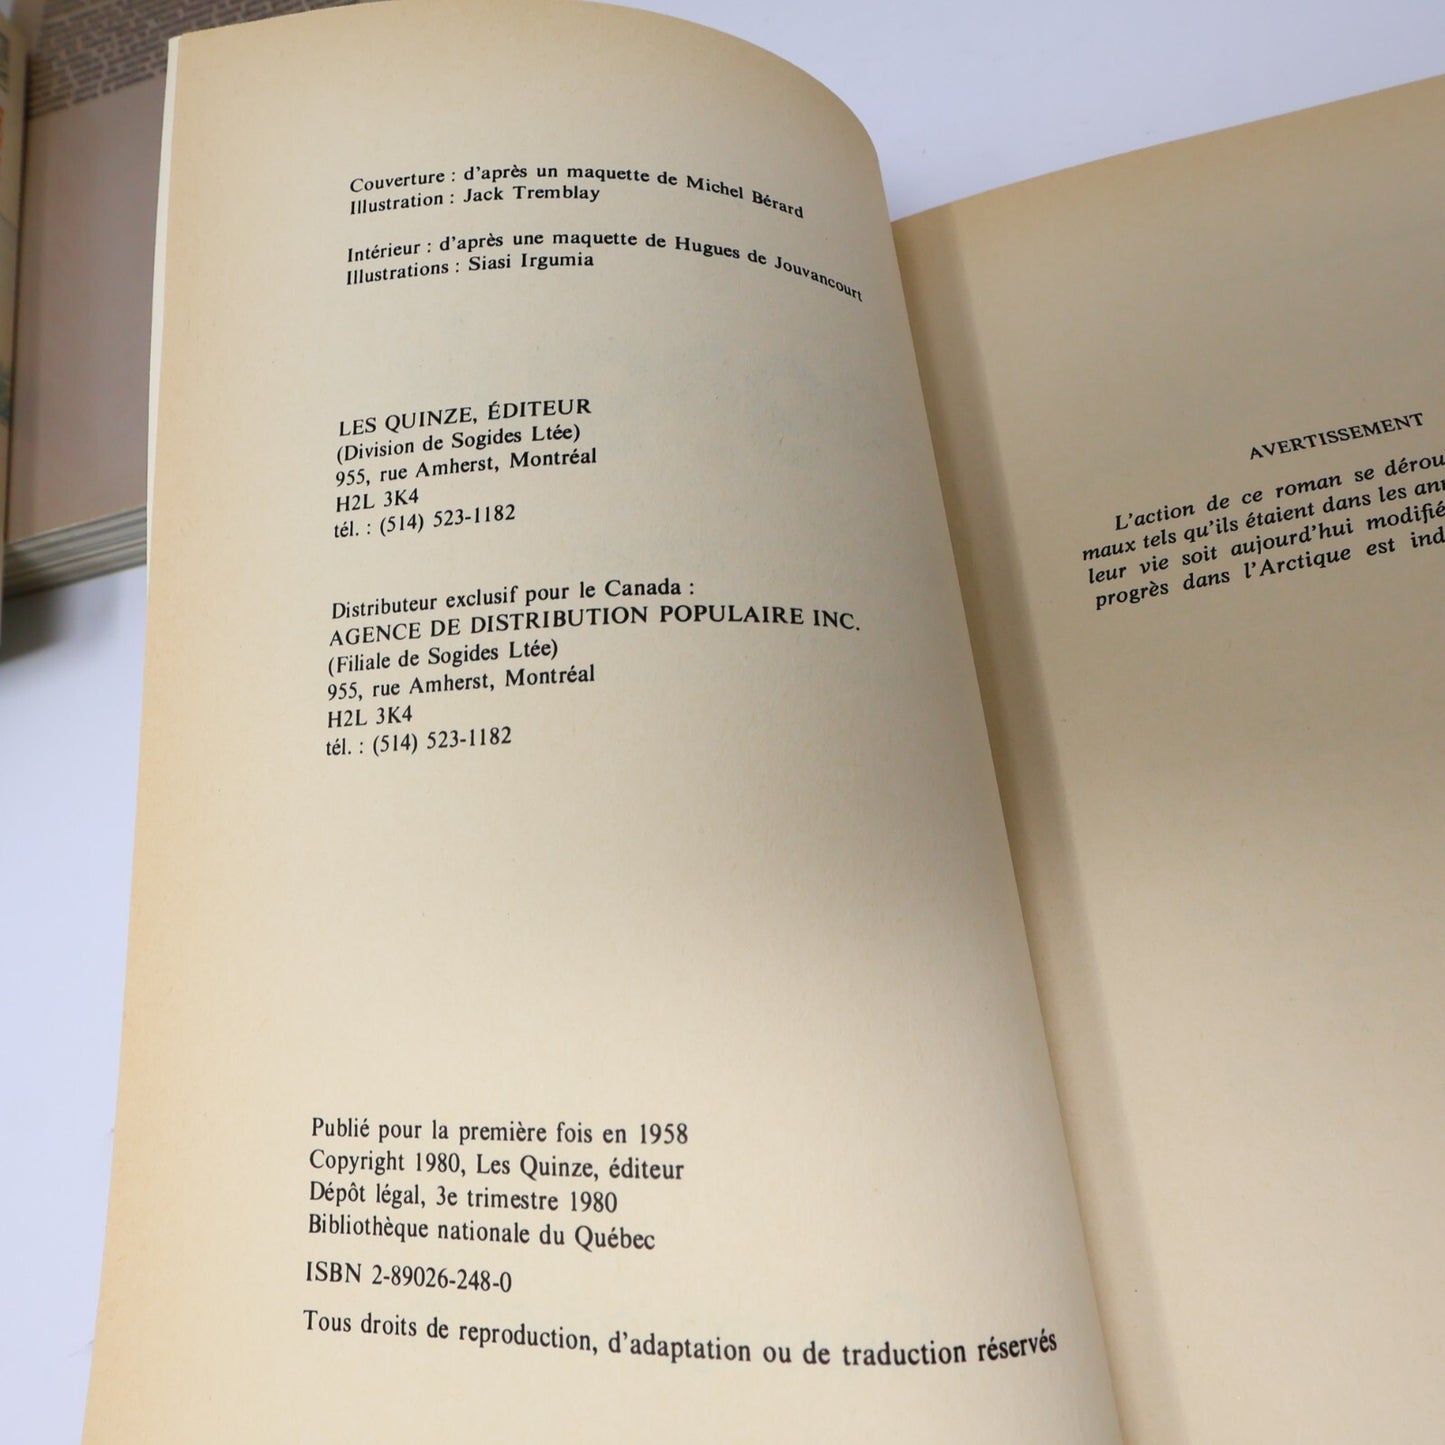 Couverture : d'après un maquette de Michel Bérard
Illustration : Jack Tremblay
Intérieur : d'après une maquette de Hugues de Jouvancourt
Illustrations : Siasi Irgumia
LES QUINZE, ÉDITEUR
(Division de Sogides Ltée)
955, rue Amherst, Montréal
H2L 3K4
tél. : (514) 523-1182
Distributeur exclusif pour le Canada :
AGENCE DE DISTRIBUTION POPULAIRE INC.
(Filiale de Sogides Ltée)
955, rue Amherst, Montréal
H2L 3K4
tél. : (514) 523-1182
Publié pour la première fois en 1958
Copyright 1980, Les Quinze, éditeur
Dépôt légal, 3e trimestre 1980
Bibliothèque nationale du Québec
ISBN 2-89026-248-0
Tous droits de reproduction, d'adaptation ou de traduction réservés
AVERTISSEMENT
L'action de ce roman se dérou
maux tels qu'ils étaient dans les ann
leur vie soit aujourd'hui modifié
progrès dans l'Arctique est ind